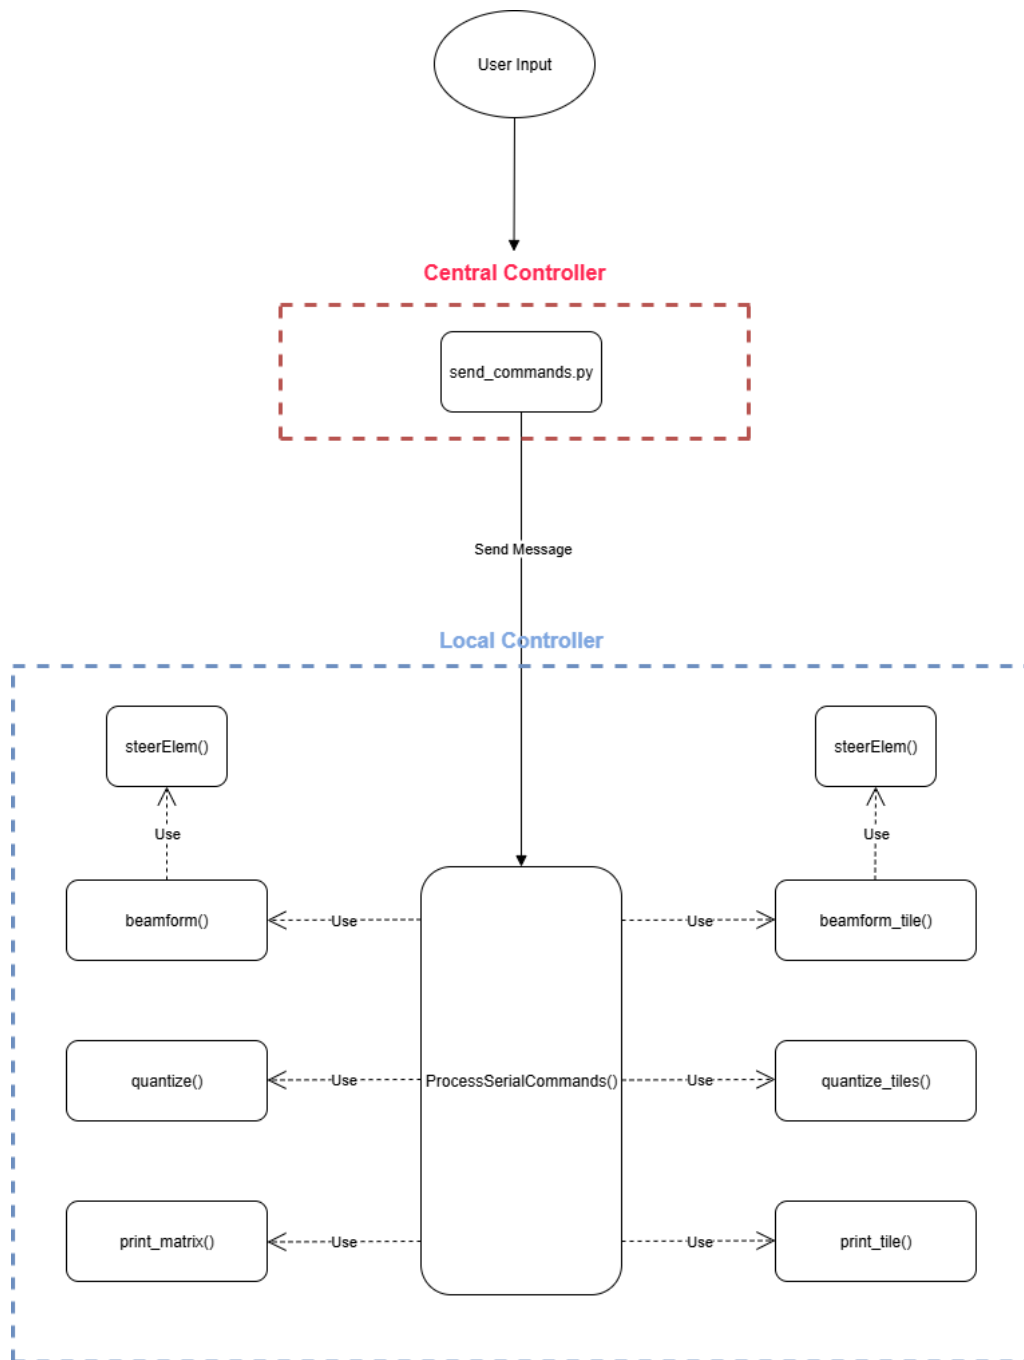 User Input
Central Controller
send_commands.py
Send Message
Local Controller
steerElem()
steerElem()
Use
Use
beamform()
Use
Use
beamform_tile()
quantize()
Use
ProcessSerialCommands()
Use
quantize_tiles()
print_matrix()
Use
Use
print_tile()